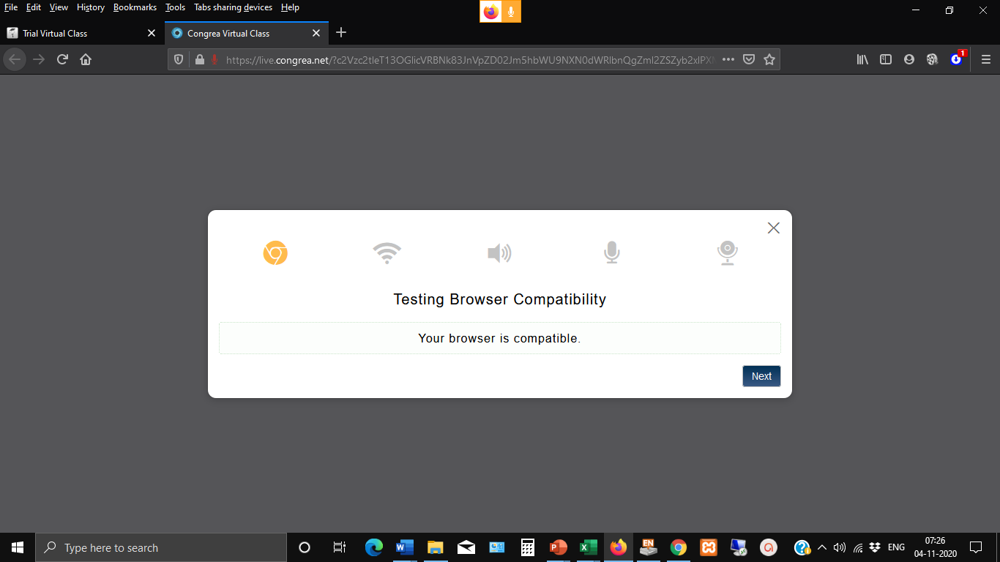 File Edit View History Bookmarks Tools Tabs sharing devices Help
Trial Virtual Class
Congrea Virtual Class
https://live.congrea.net/
Testing Browser Compatibility
Your browser is compatible.
Next
Type here to search
ENG
07:26
04-11-2020
1
EN